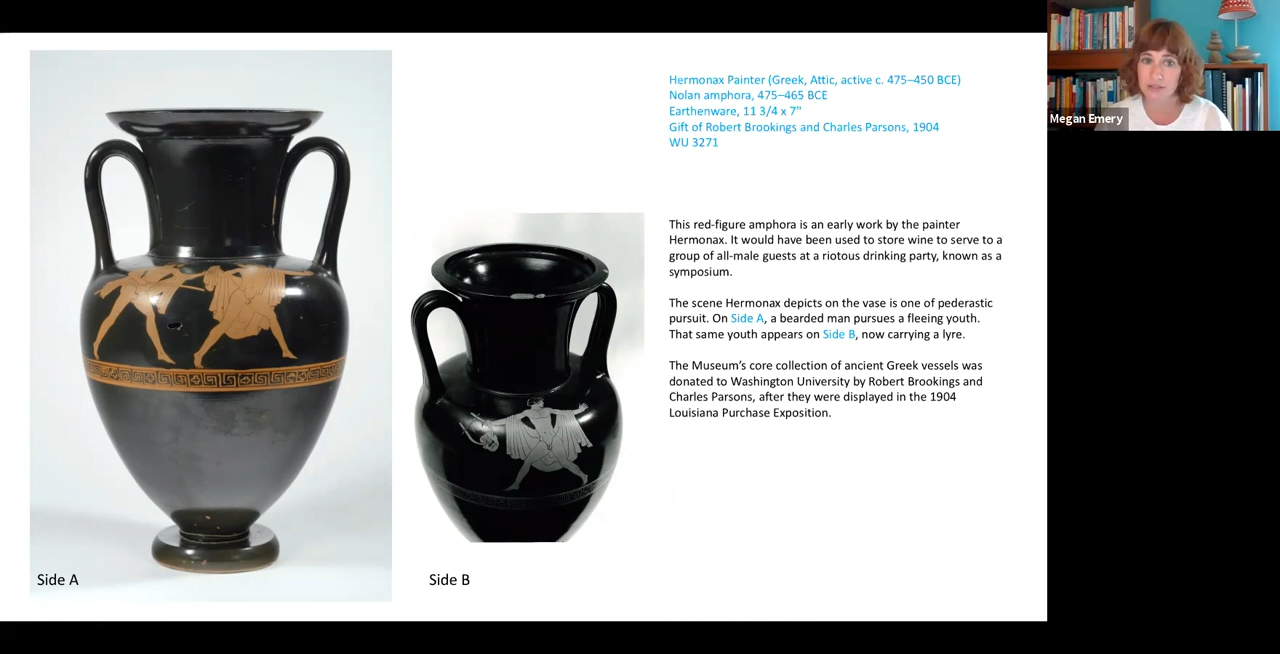 Hermonax Painter (Greek, Attic, active c. 475–450 BCE)
Nolan amphora, 475–465 BCE
Earthenware, 11 3/4 x 7"
Gift of Robert Brookings and Charles Parsons, 1904
WU 3271
Megan Emery
This red-figure amphora is an early work by the painter
Hermonax. It would have been used to store wine to serve to a
group of all-male guests at a riotous drinking party, known as a
symposium.
The scene Hermonax depicts on the vase is one of pederastic
pursuit. On Side A, a bearded man pursues a fleeing youth.
That same youth appears on Side B, now carrying a lyre.
The Museum's core collection of ancient Greek vessels was
donated to Washington University by Robert Brookings and
Charles Parsons, after they were displayed in the 1904
Louisiana Purchase Exposition.
Side A
Side B